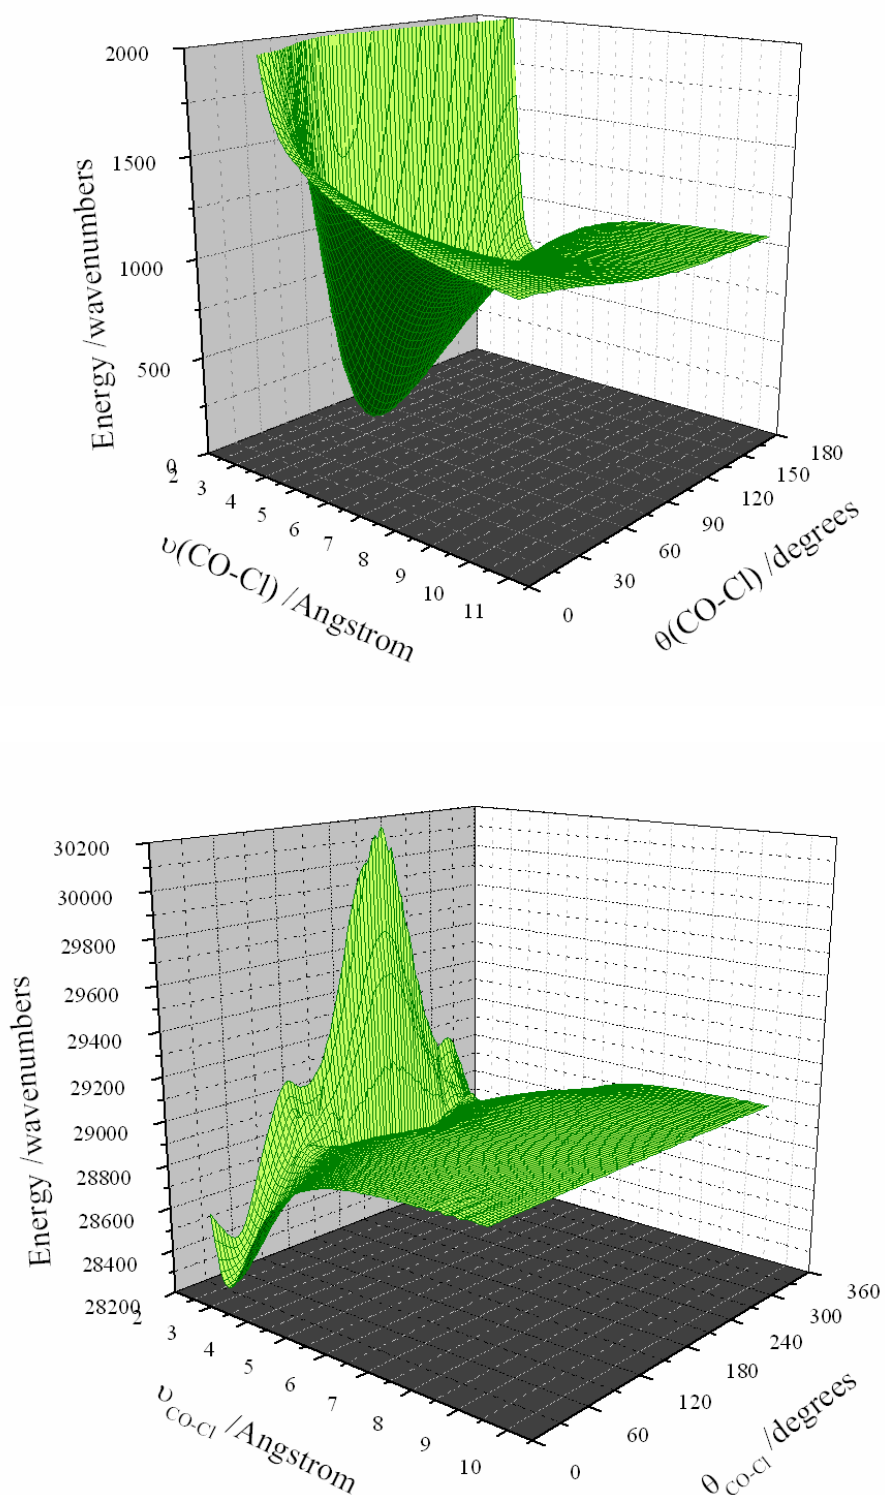 2000
1500
1000
500
0
Energy /wavenumbers
2 3 4 5 6 7 8 9 10 11
υ(CO-Cl) /Angstrom
0 30 60 90 120 150 180
θ(CO-Cl) /degrees
30200
30000
29800
29600
29400
29200
29000
28800
28600
28400
28200
Energy /wavenumbers
2 3 4 5 6 7 8 9 10
υCO-Cl /Angstrom
0 60 120 180 240 300 360
θCO-Cl /degrees